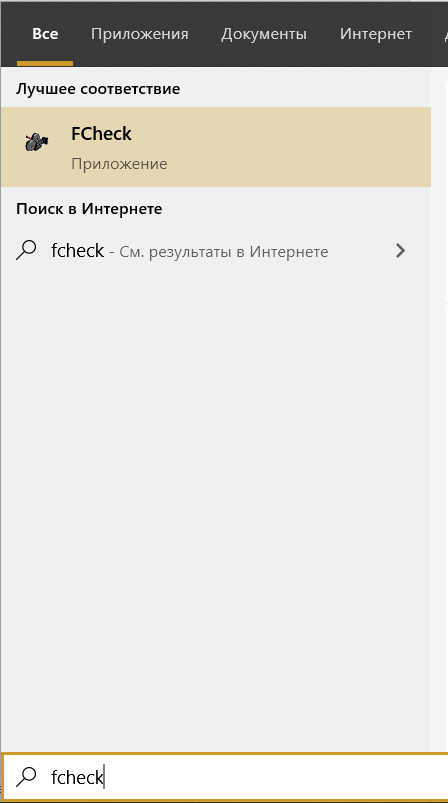 Все Приложения Документы Интернет
Лучшее соответствие
FCheck
Приложение
Поиск в Интернете
fcheck - См. результаты в Интернете
fcheck